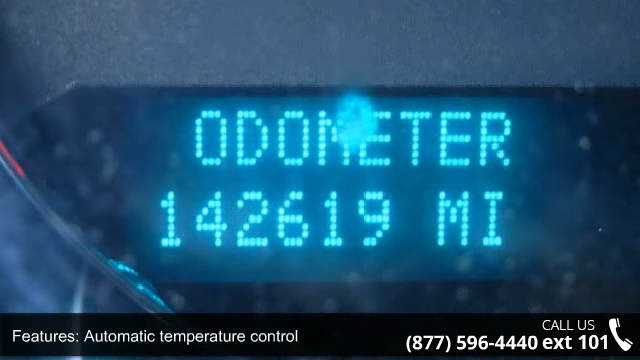 ODOMETER
142619 MI
Features: Automatic temperature control
CALL US
(877) 596-4440 ext 101